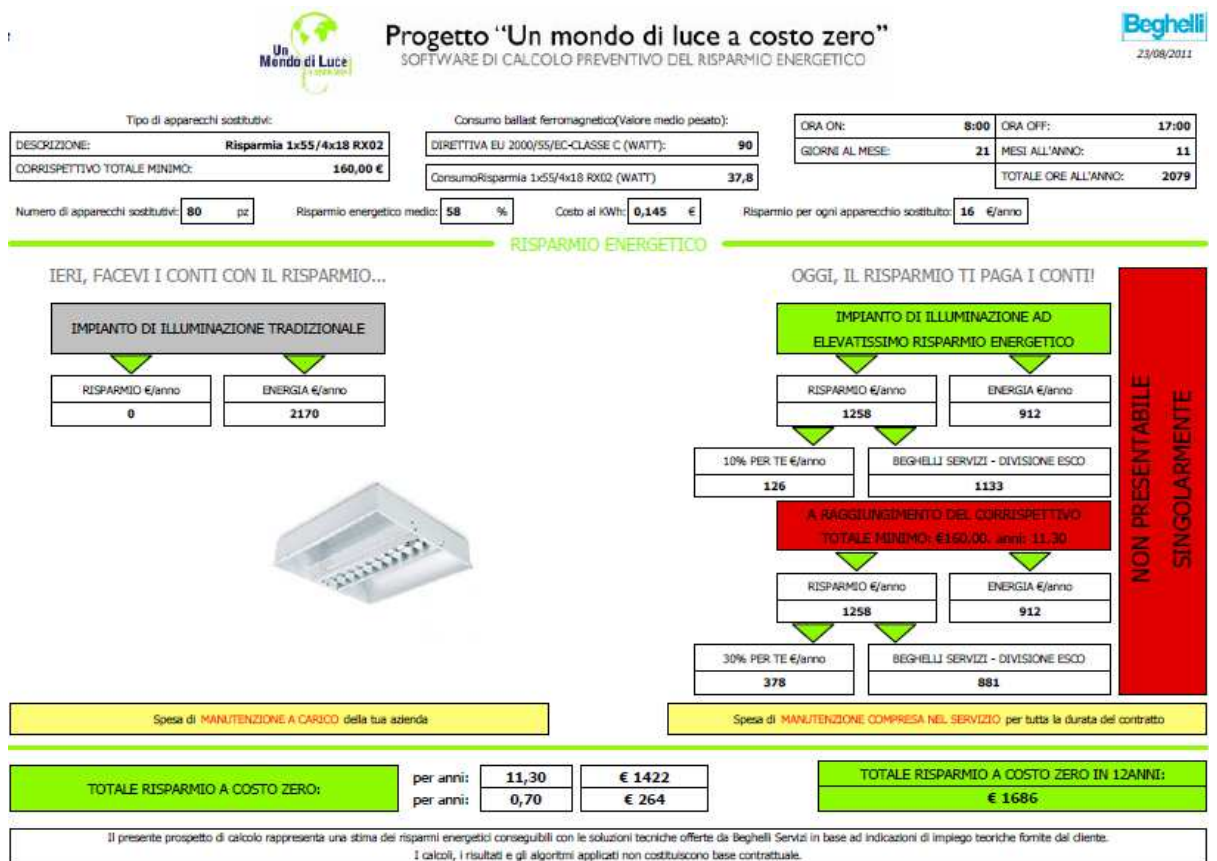 Un
Mondo di Luce
Progetto “Un mondo di luce a costo zero”
SOFTWARE DI CALCOLO PREVENTIVO DEL RISPARMIO ENERGETICO
Beghelli
23/08/2011
Tipo di apparecchi sostitutivi:
DESCRIZIONE: Risparmia 1x55/4x18 RX02
CORRISPETTIVO TOTALE MINIMO: 160,00 €
Consumo ballast ferromagnetico(Valore medio pesato):
DIRETTIVA EU 2000/55/EC-CLASSE C (WATT): 90
ConsumoRisparmia 1x55/4x18 RX02 (WATT) 37,8
ORA ON: 8:00 ORA OFF: 17:00
GIORNI AL MESE: 21 MESI ALL'ANNO: 11
TOTALE ORE ALL'ANNO: 2079
Numero di apparecchi sostitutivi: 80 pz Risparmio energetico medio: 58 % Costo al KWh: 0,145 € Risparmio per ogni apparecchio sostituito: 16 €/anno
RISPARMIO ENERGETICO
IERI, FACEVI I CONTI CON IL RISPARMIO...
IMPIANTO DI ILLUMINAZIONE TRADIZIONALE
RISPARMIO €/anno ENERGIA €/anno
0 2170
OGGI, IL RISPARMIO TI PAGA I CONTI!
IMPIANTO DI ILLUMINAZIONE AD
ELEVATISSIMO RISPARMIO ENERGETICO
RISPARMIO €/anno ENERGIA €/anno
1258 912
10% PER TE €/anno BEGHELLI SERVIZI - DIVISIONE ESCO
126 1133
A RAGGIUNGIMENTO DEL CORRISPETTIVO
TOTALE MINIMO: €160,00. anni: 11,30
RISPARMIO €/anno ENERGIA €/anno
1258 912
30% PER TE €/anno BEGHELLI SERVIZI - DIVISIONE ESCO
378 881
NON PRESENTABILE
SINGOLARMENTE
Spesa di MANUTENZIONE A CARICO della tua azienda
Spesa di MANUTENZIONE COMPRESA NEL SERVIZIO per tutta la durata del contratto
TOTALE RISPARMIO A COSTO ZERO:
per anni: 11,30 € 1422
per anni: 0,70 € 264
TOTALE RISPARMIO A COSTO ZERO IN 12ANNI:
€ 1686
Il presente prospetto di calcolo rappresenta una stima dei risparmi energetici conseguibili con le soluzioni tecniche offerte da Beghelli Servizi in base ad indicazioni di impiego teoriche fornite dal cliente.
I calcoli, i risultati e gli algoritmi applicati non costituiscono base contrattuale.